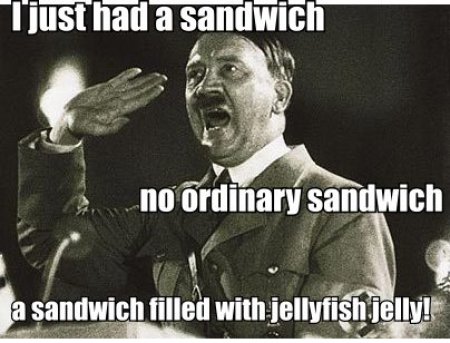 I just had a sandwich
no ordinary sandwich
a sandwich filled with jellyfish jelly!